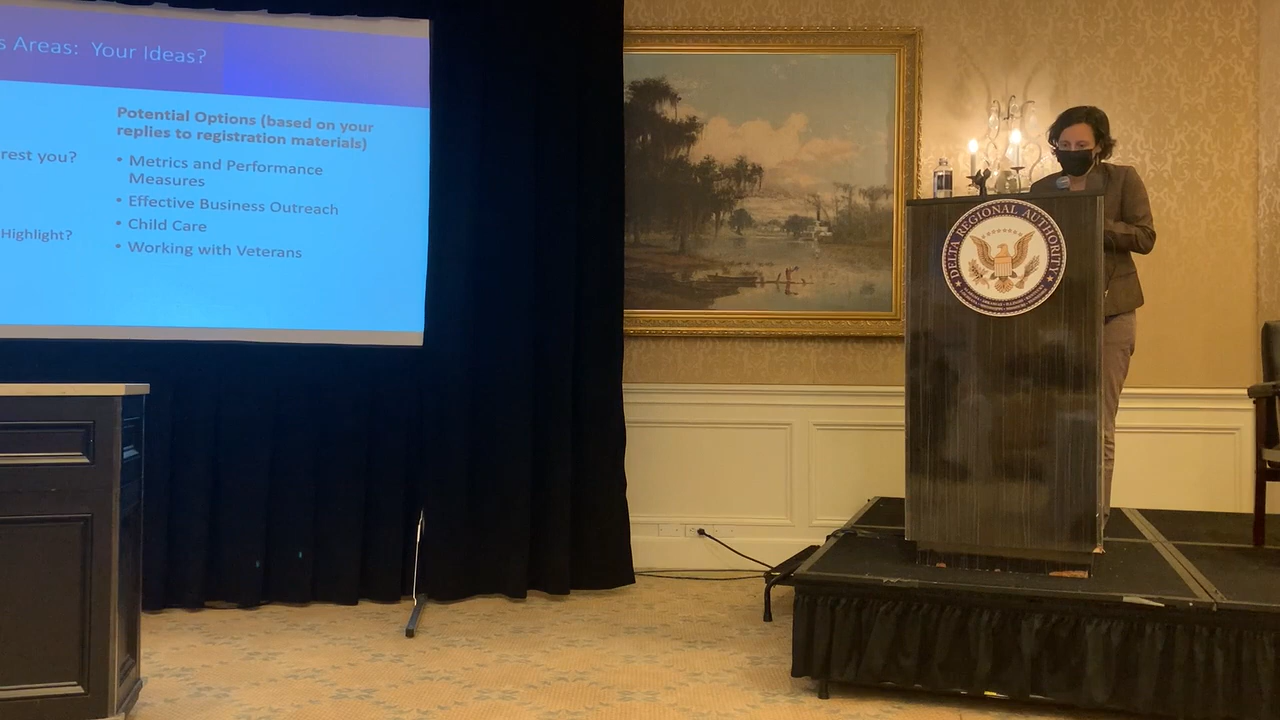 s Areas: Your Ideas?
rest you?
Highlight?
Potential Options (based on your
replies to registration materials)
• Metrics and Performance
Measures
• Effective Business Outreach
• Child Care
• Working with Veterans
DELTA REGIONAL AUTHORITY